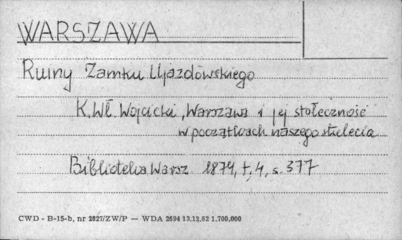 WARSZAWA
Ruiny Zamku Ujazdowskiego
K.Wł. Wójcicki, Warszawa i jej stołeczność
w początkach naszego stulecia
Biblioteka Warsz. 1874, t. 4, s. 377
CWD - B-15-b, nr 2827/ZW/P — WDA 2694 13.12.62 1.700.000